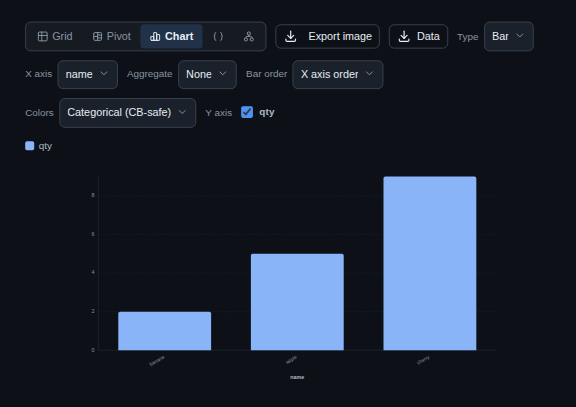 Grid Pivot Chart ( ) Export image Data Type Bar
X axis name Aggregate None Bar order X axis order
Colors Categorical (CB-safe) Y axis qty
qty
8
6
4
2
0
banana apple cherry
name